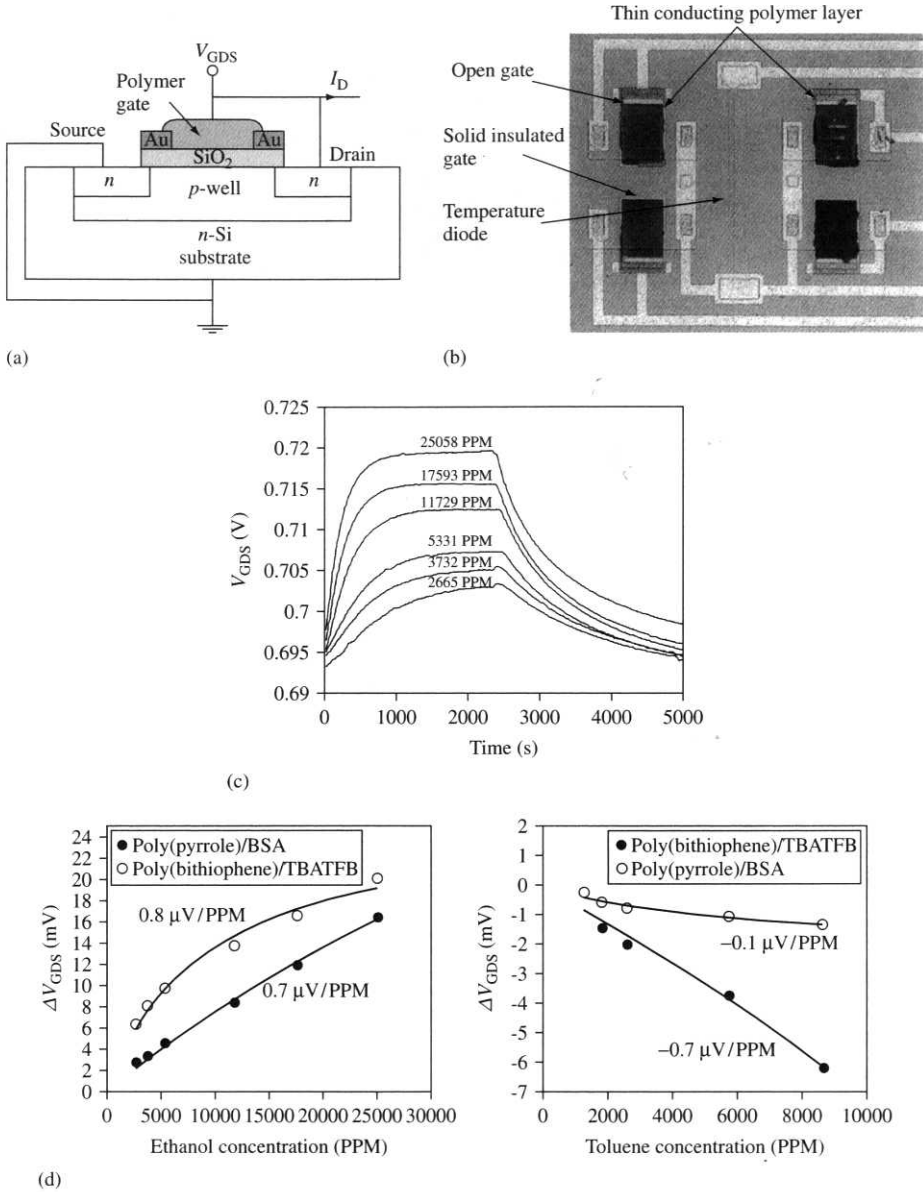 V_GDS
Polymer
gate
I_D
Source
Au
Au
SiO₂
Drain
n
p-well
n
n-Si
substrate
(a)
Thin conducting polymer layer
Open gate
Solid insulated
gate
Temperature
diode
(b)
0.725
0.72
0.715
0.71
0.705
0.7
0.695
0.69
V_GDS (V)
25058 PPM
17593 PPM
11729 PPM
5331 PPM
3732 PPM
2665 PPM
0 1000 2000 3000 4000 5000
Time (s)
(c)
24
22
20
18
16
14
12
10
8
6
4
2
0
ΔV_GDS (mV)
Poly(pyrrole)/BSA
Poly(bithiophene)/TBATFB
0.8 μV/PPM
0.7 μV/PPM
0 5000 10000 15000 20000 25000 30000
Ethanol concentration (PPM)
2
1
0
-1
-2
-3
-4
-5
-6
-7
ΔV_GDS (mV)
Poly(bithiophene)/TBATFB
Poly(pyrrole)/BSA
−0.1 μV/PPM
−0.7 μV/PPM
0 2000 4000 6000 8000 10000
Toluene concentration (PPM)
(d)